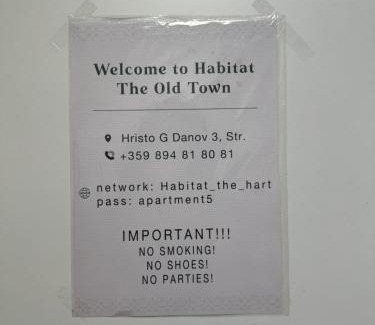 Welcome to Habitat
The Old Town
Hristo G Danov 3, Str.
+359 894 81 80 81
network: Habitat_the_hart
pass: apartment5
IMPORTANT!!!
NO SMOKING!
NO SHOES!
NO PARTIES!